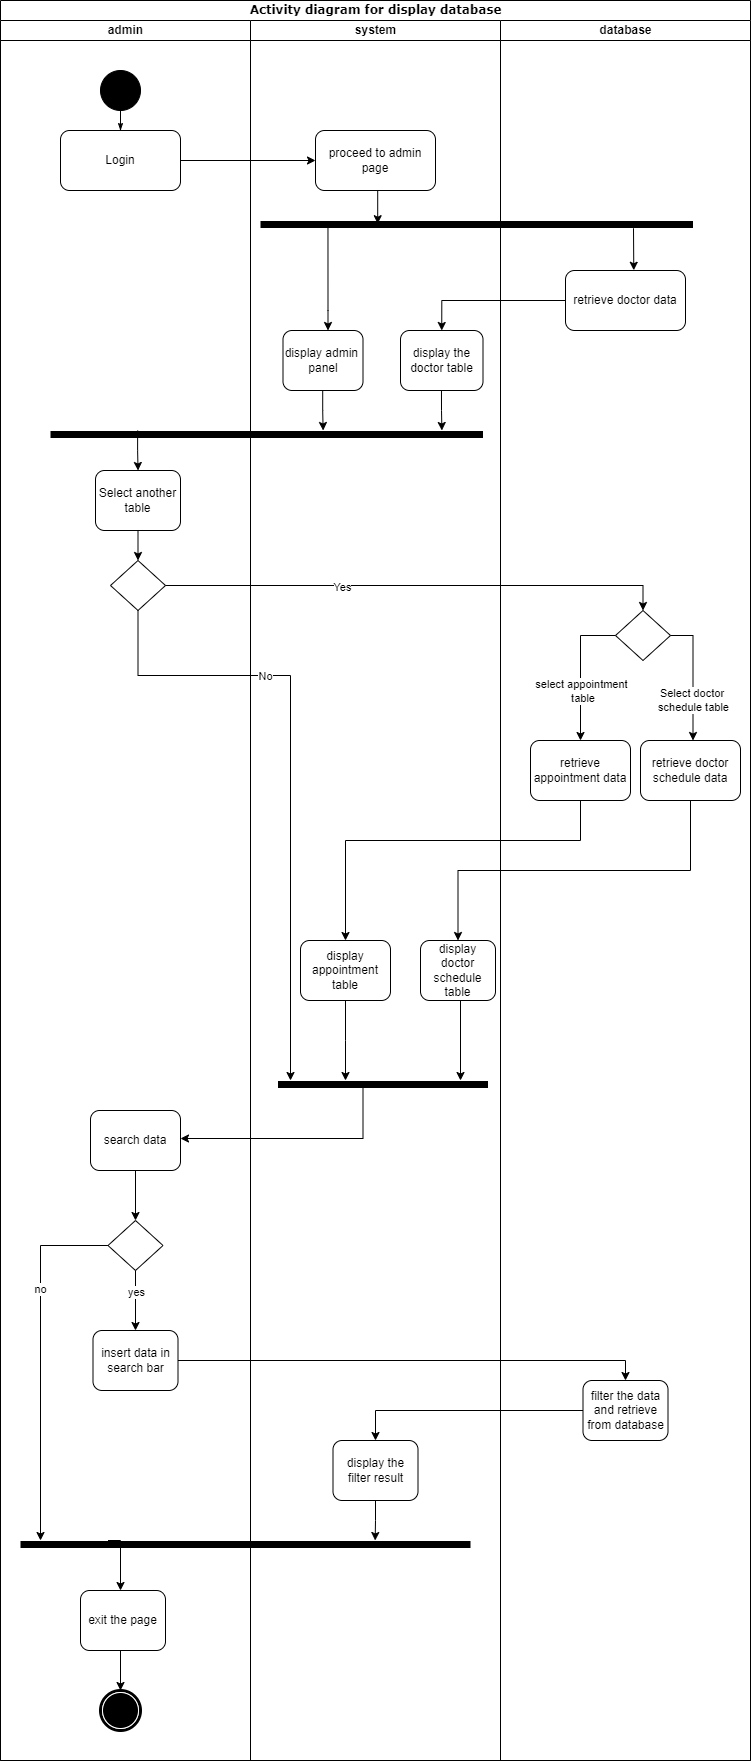 Activity diagram for display database
admin
system
database
Login
proceed to admin
page
retrieve doctor data
display admin
panel
display the
doctor table
Select another
table
Yes
No
select appointment
table
Select doctor
schedule table
retrieve
appointment data
retrieve doctor
schedule data
display
appointment
table
display
doctor
schedule
table
search data
no
yes
insert data in
search bar
filter the data
and retrieve
from database
display the
filter result
exit the page